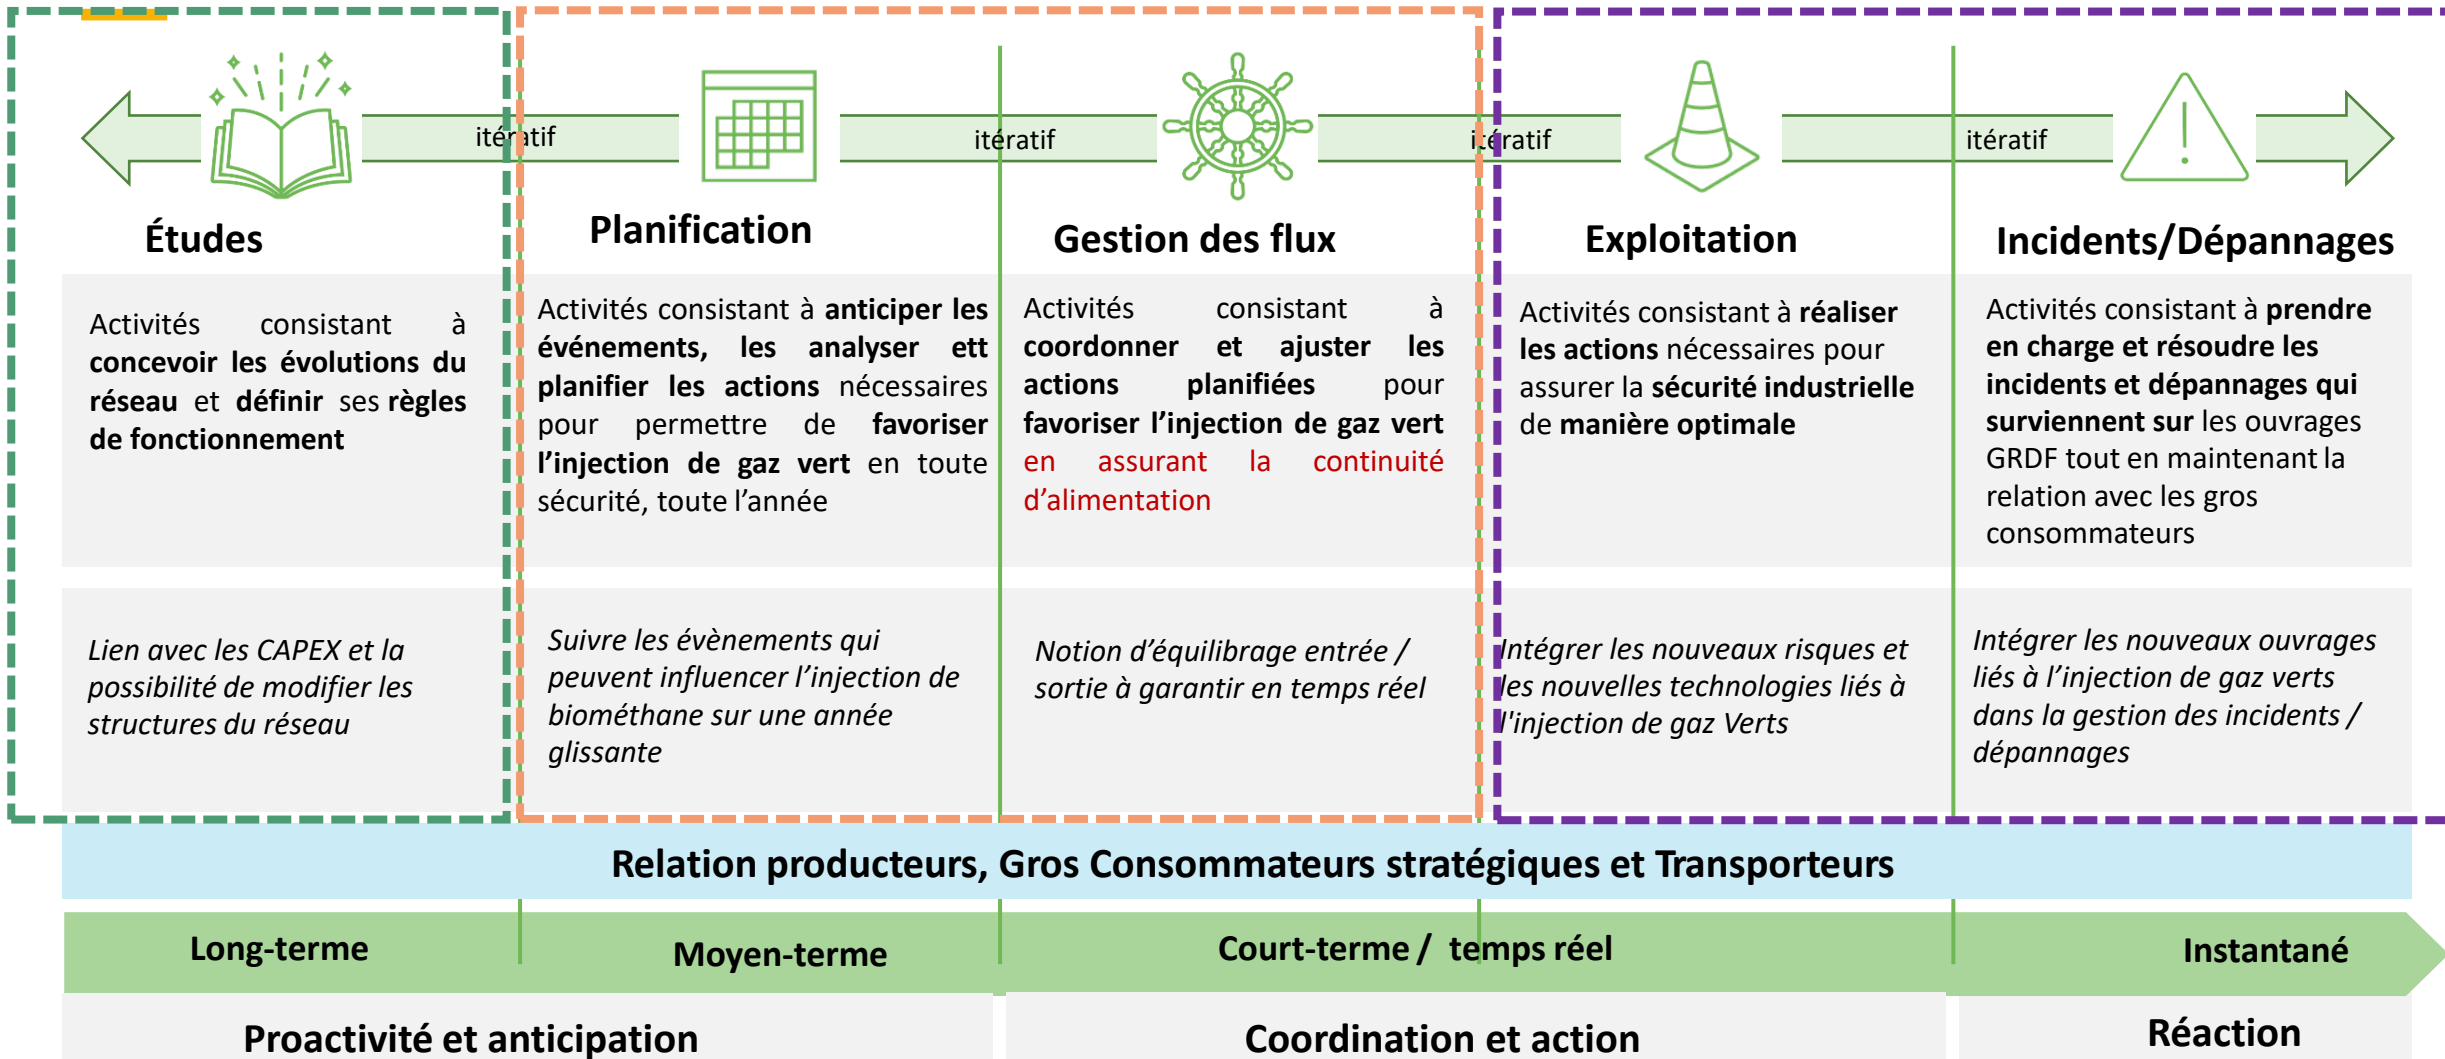 itératif
itératif
itératif
itératif
Études
Planification
Gestion des flux
Exploitation
Incidents/Dépannages
Activités consistant à
concevoir les évolutions du
réseau et définir ses règles
de fonctionnement
Activités consistant à anticiper les
événements, les analyser ett
planifier les actions nécessaires
pour permettre de favoriser
l’injection de gaz vert en toute
sécurité, toute l’année
Activités consistant à
coordonner et ajuster les
actions planifiées pour
favoriser l’injection de gaz vert
en assurant la continuité
d’alimentation
Activités consistant à réaliser
les actions nécessaires pour
assurer la sécurité industrielle
de manière optimale
Activités consistant à prendre
en charge et résoudre les
incidents et dépannages qui
surviennent sur les ouvrages
GRDF tout en maintenant la
relation avec les gros
consommateurs
Lien avec les CAPEX et la
possibilité de modifier les
structures du réseau
Suivre les évènements qui
peuvent influencer l’injection de
biométhane sur une année
glissante
Notion d’équilibrage entrée /
sortie à garantir en temps réel
Intégrer les nouveaux risques et
les nouvelles technologies liés à
l'injection de gaz Verts
Intégrer les nouveaux ouvrages
liés à l’injection de gaz verts
dans la gestion des incidents /
dépannages
Relation producteurs, Gros Consommateurs stratégiques et Transporteurs
Long-terme
Moyen-terme
Court-terme / temps réel
Instantané
Proactivité et anticipation
Coordination et action
Réaction